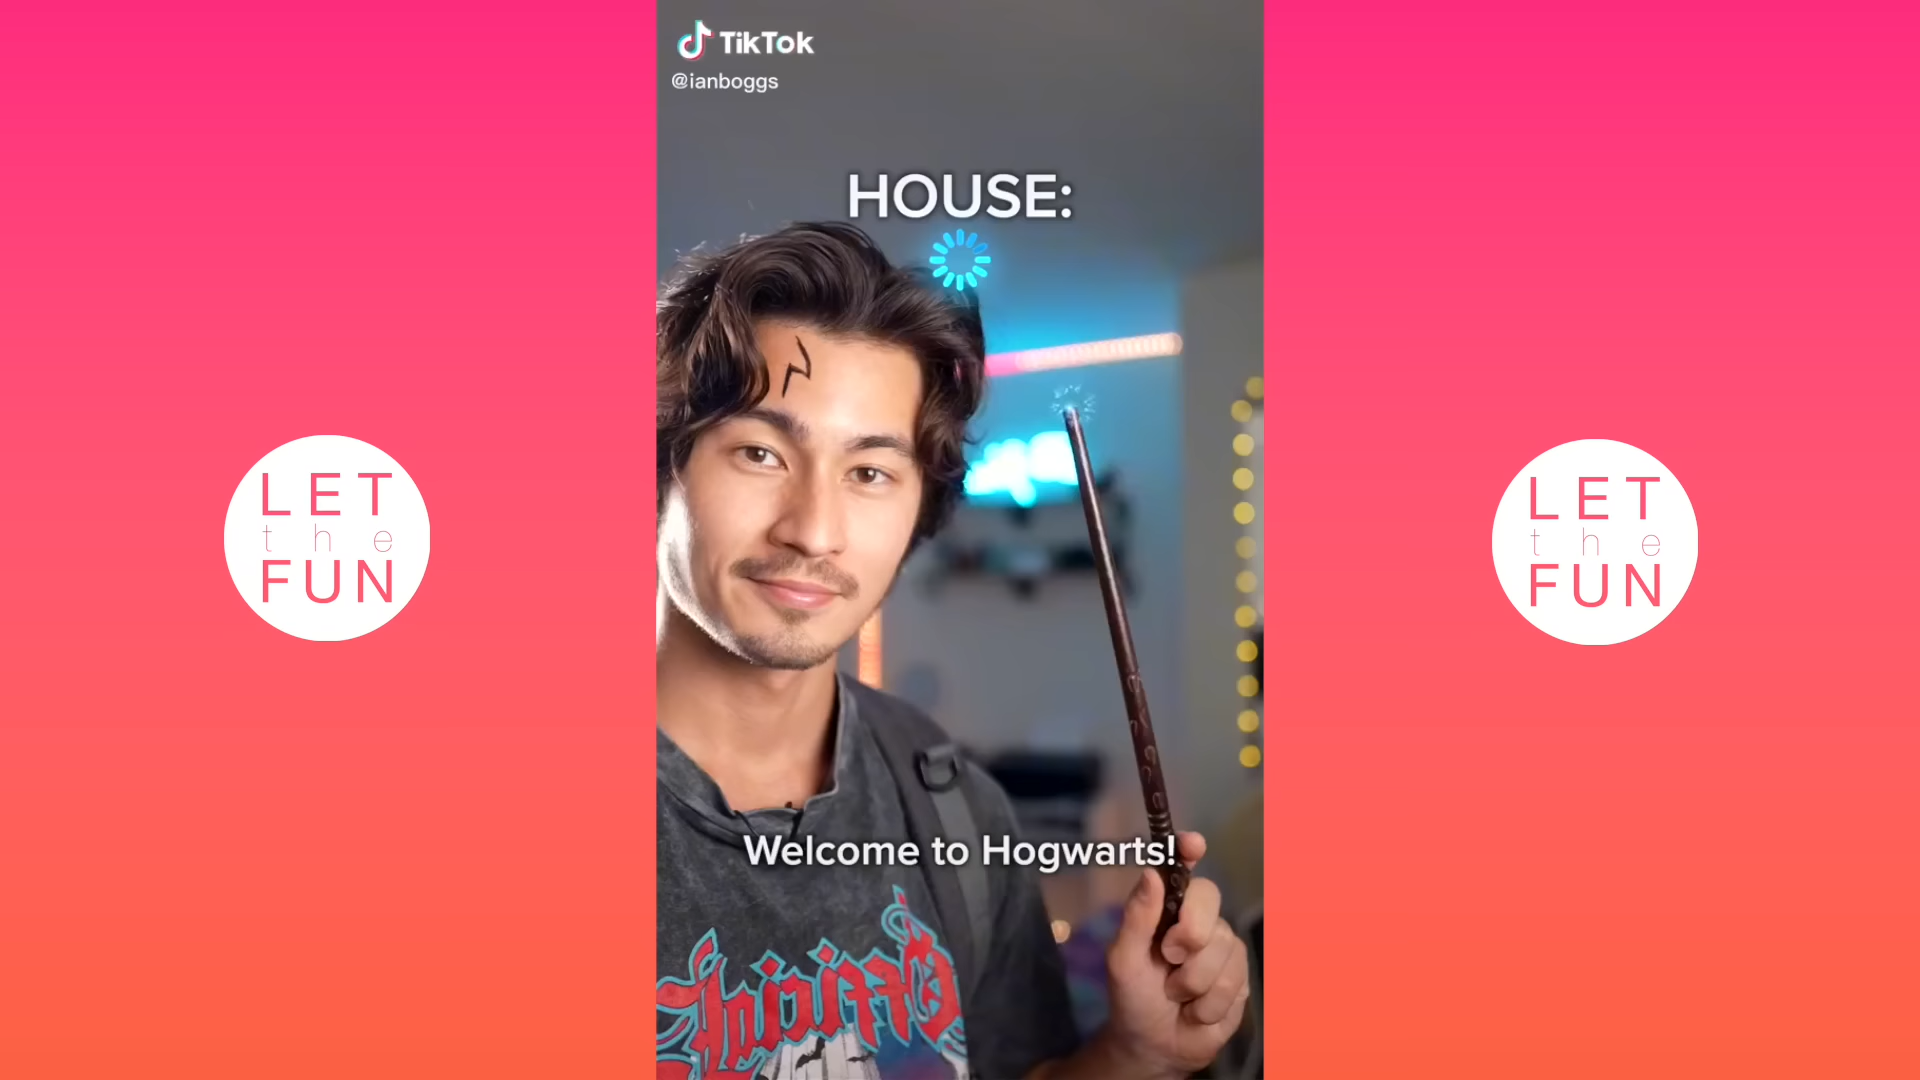 TikTok
@ianboggs
HOUSE:
LET
the
FUN
LET
the
FUN
Welcome to Hogwarts!